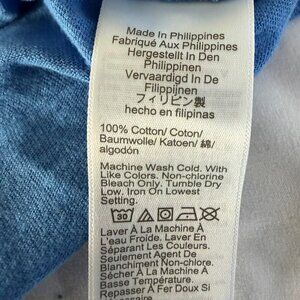 Made In Philippines
Fabriqué Aux Philippines
Hergestellt In Den
Philippinen
Vervaardigd In De
Filippijnen
フィリピン製
hecho en filipinas
100% Cotton/ Coton/
Baumwolle/ Katoen/ 綿/
algodón
Machine Wash Cold. With
Like Colors. Non-chlorine
Bleach Only. Tumble Dry
Low. Iron On Lowest
Setting.
30
Laver À La Machine À
L'eau Froide. Laver En
Séparant Les Couleurs.
Seulement Agent De
Blanchiment Non Chloré.
Sécher À La Machine À
Basse Température.
Repasser À Fer Doux Si